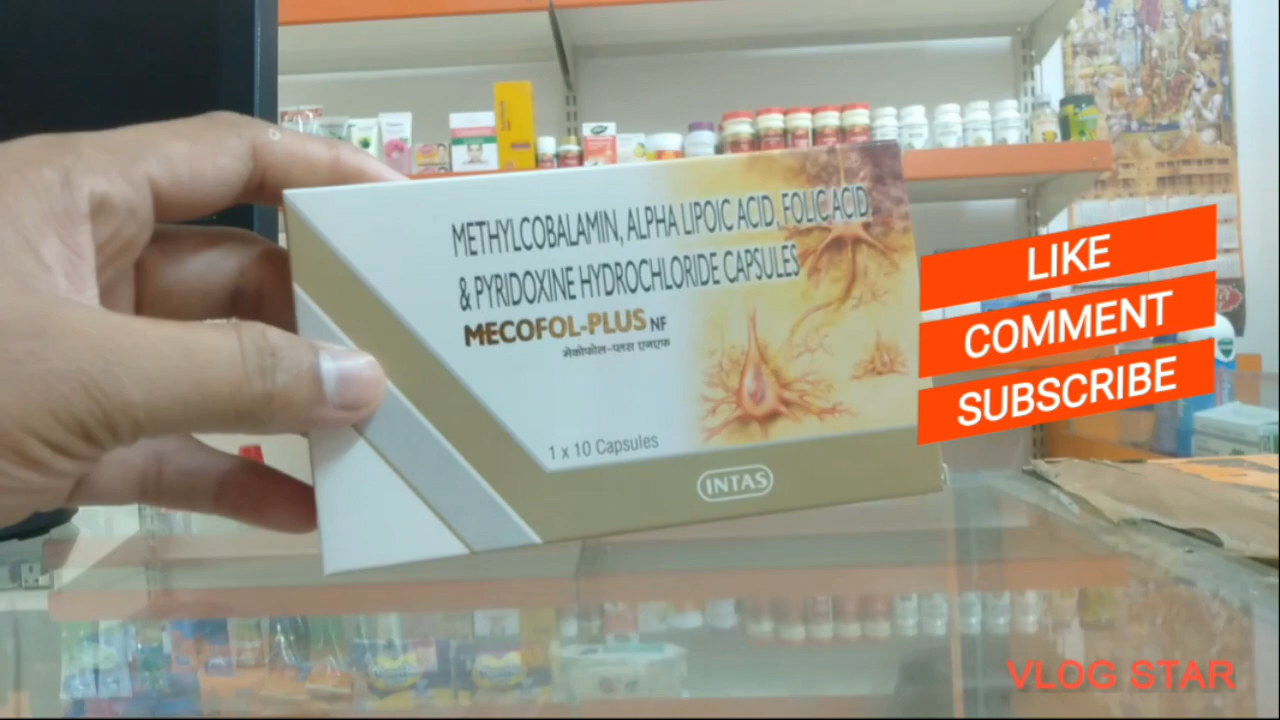 METHYLCOBALAMIN, ALPHA LIPOIC ACID, FOLIC ACID
& PYRIDOXINE HYDROCHLORIDE CAPSULES
MECOFOL-PLUS NF
मेकोफोल-प्लस एनएफ
1 x 10 Capsules
INTAS
LIKE
COMMENT
SUBSCRIBE
VLOG STAR